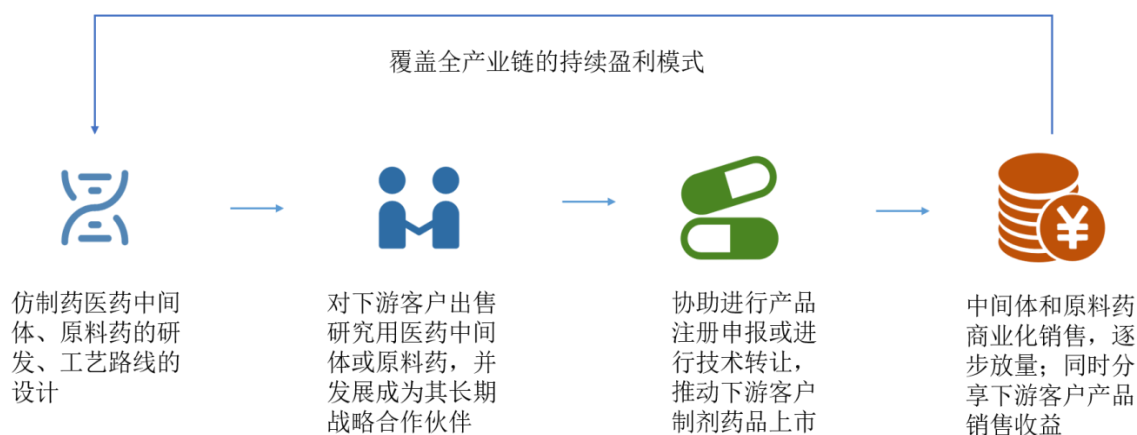 覆盖全产业链的持续盈利模式
仿制药医药中间
体、原料药的研
发、工艺路线的
设计
对下游客户出售
研究用医药中间
体或原料药，并
发展成为其长期
战略合作伙伴
协助进行产品
注册申报或进
行技术转让，
推动下游客户
制剂药品上市
中间体和原料药
商业化销售，逐
步放量；同时分
享下游客户产品
销售收益